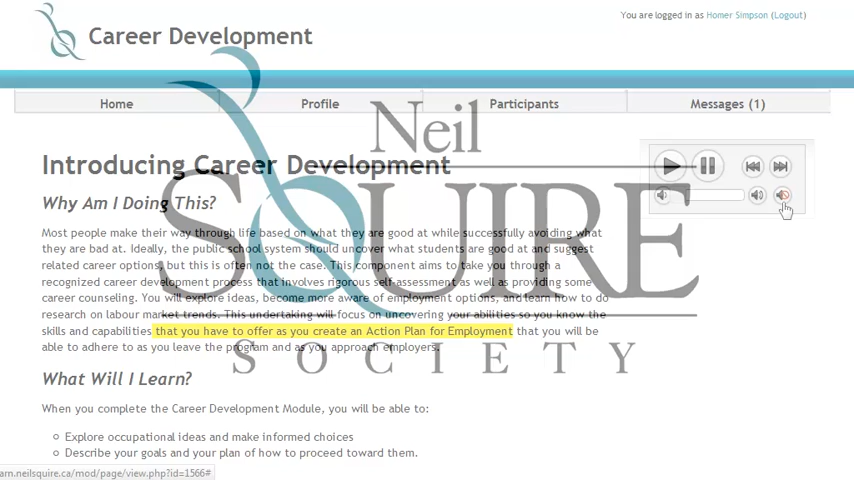 You are logged in as Homer Simpson (Logout)
Career Development
Home
Profile
Participants
Messages (1)
Neil
SQUIRE
SOCIETY
Introducing Career Development
Why Am I Doing This?
Most people make their way through life based on what they are good at while successfully avoiding what
they are bad at. Ideally, the public school system should uncover what students are good at and suggest
related career options, but this is often not the case. This component aims to take you through a
recognized career development process that involves rigorous self-assessment as well as providing some
career counseling. You will explore ideas, become more aware of employment options, and learn how to do
research on labour market trends. This undertaking will focus on uncovering your abilities so you know the
skills and capabilities that you have to offer as you create an Action Plan for Employment that you will be
able to adhere to as you leave the program and as you approach employers.
What Will I Learn?
When you complete the Career Development Module, you will be able to:
Explore occupational ideas and make informed choices
Describe your goals and your plan of how to proceed toward them.
arn.neilsquire.ca/mod/page/view.php?id=1566#